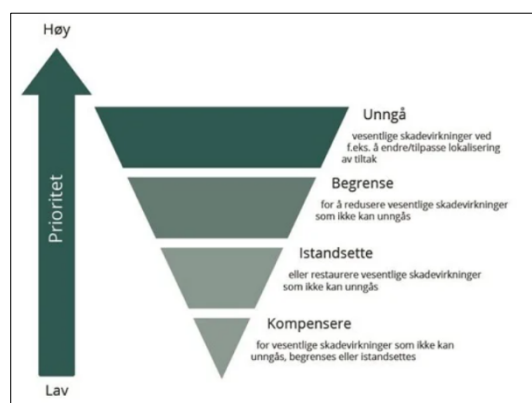 Høy
Prioritet
Lav
Unngå
vesentlige skadevirkninger ved
f.eks. å endre/tilpasse lokalisering
av tiltak
Begrense
for å redusere vesentlige skadevirkninger
som ikke kan unngås
Istandsette
eller restaurere vesentlige skadevirkninger
som ikke kan unngås
Kompensere
for vesentlige skadevirkninger som ikke kan
unngås, begrenses eller istandsettes